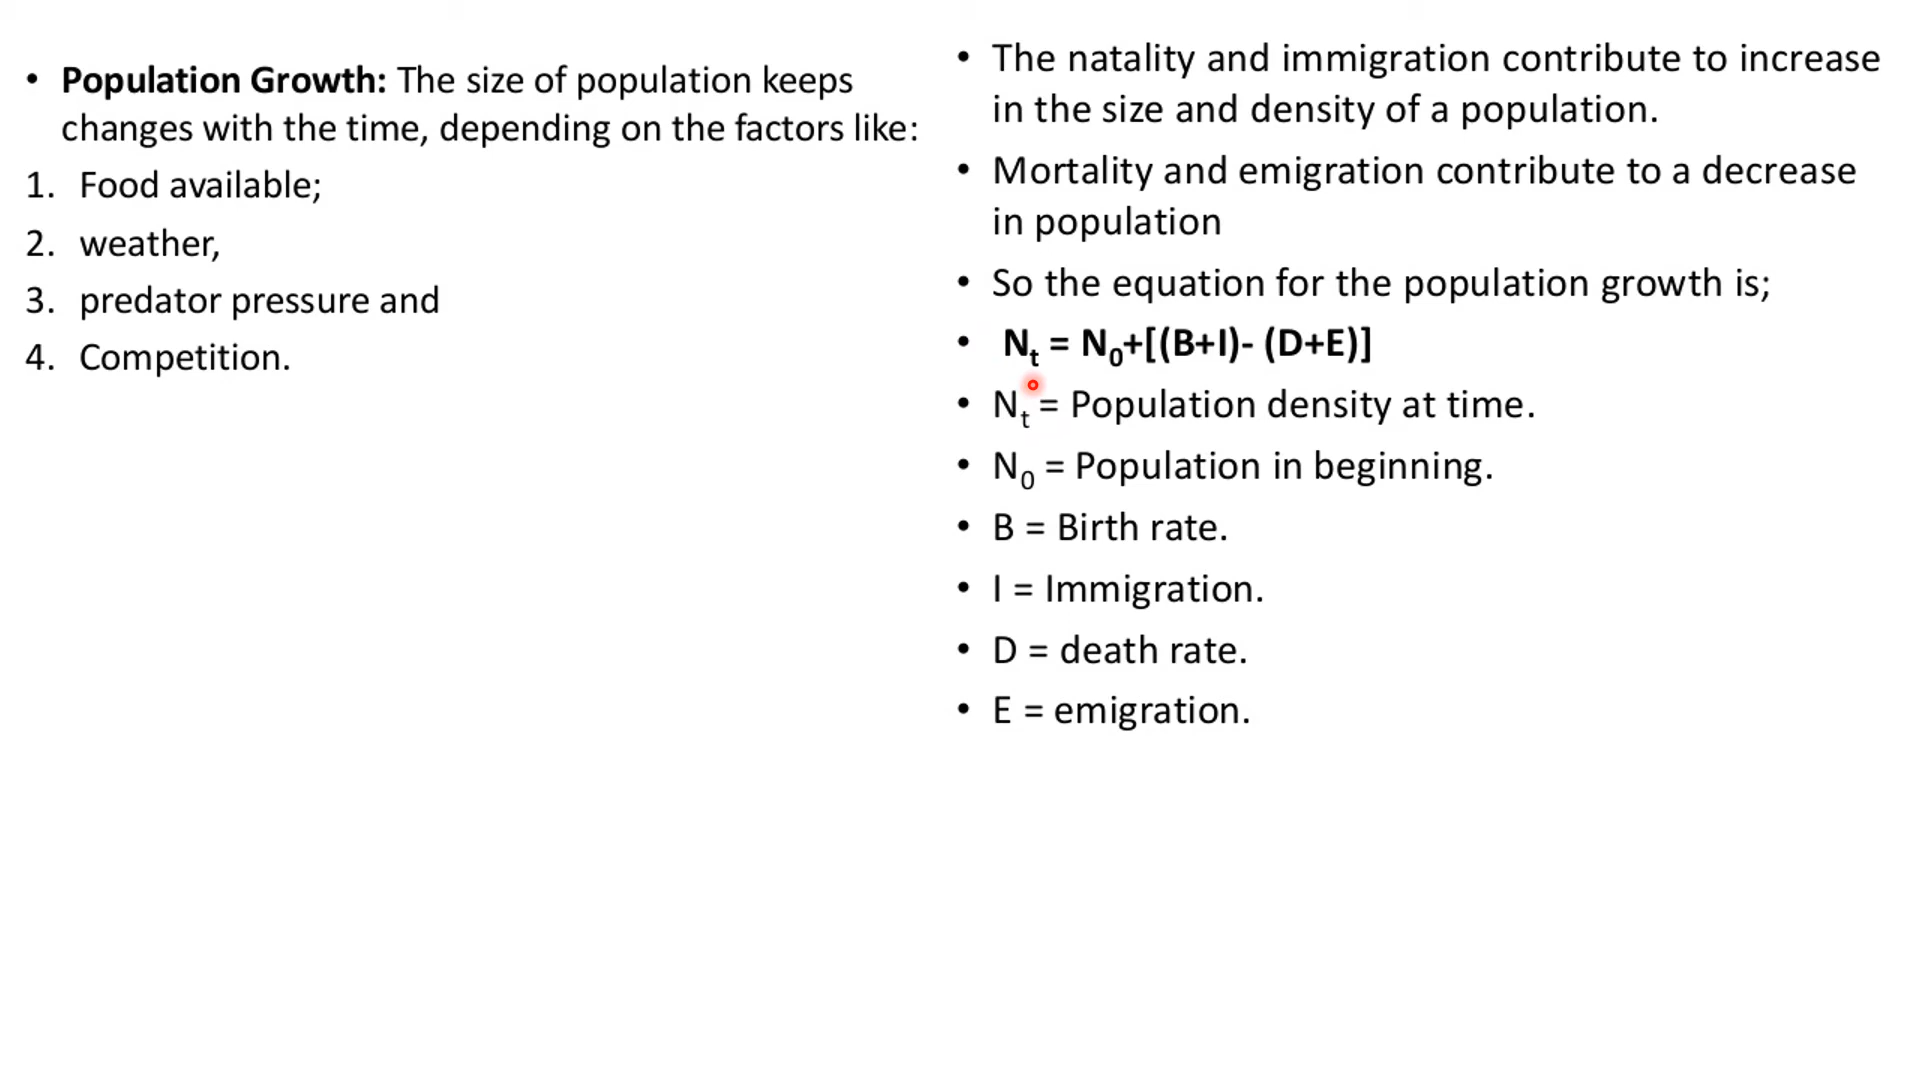 • Population Growth: The size of population keeps
changes with the time, depending on the factors like:
1. Food available;
2. weather,
3. predator pressure and
4. Competition.
• The natality and immigration contribute to increase
in the size and density of a population.
• Mortality and emigration contribute to a decrease
in population
• So the equation for the population growth is;
• Nₜ = N₀+[(B+I)- (D+E)]
• Nₜ = Population density at time.
• N₀ = Population in beginning.
• B = Birth rate.
• I = Immigration.
• D = death rate.
• E = emigration.